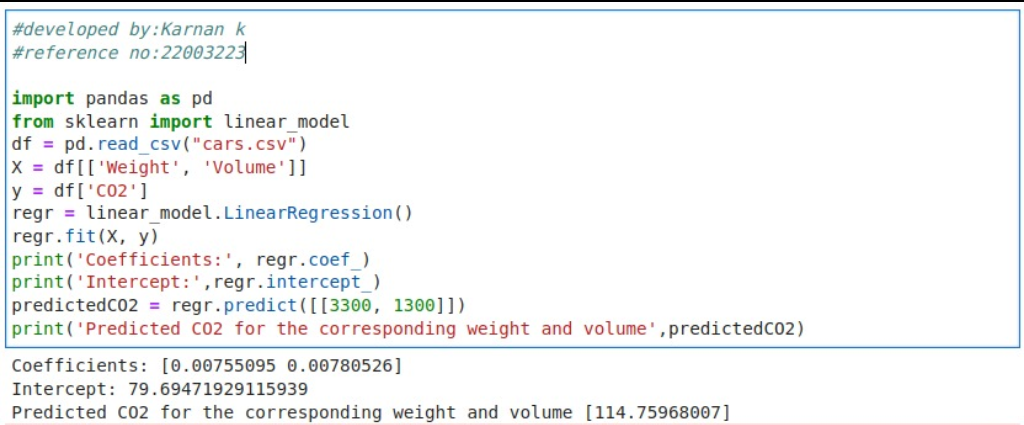 #developed by:Karnan k
#reference no:22003223
import pandas as pd
from sklearn import linear_model
df = pd.read_csv("cars.csv")
X = df[['Weight', 'Volume']]
y = df['CO2']
regr = linear_model.LinearRegression()
regr.fit(X, y)
print('Coefficients:', regr.coef_)
print('Intercept:',regr.intercept_)
predictedCO2 = regr.predict([[3300, 1300]])
print('Predicted CO2 for the corresponding weight and volume',predictedCO2)
Coefficients: [0.00755095 0.00780526]
Intercept: 79.69471929115939
Predicted CO2 for the corresponding weight and volume [114.75968007]